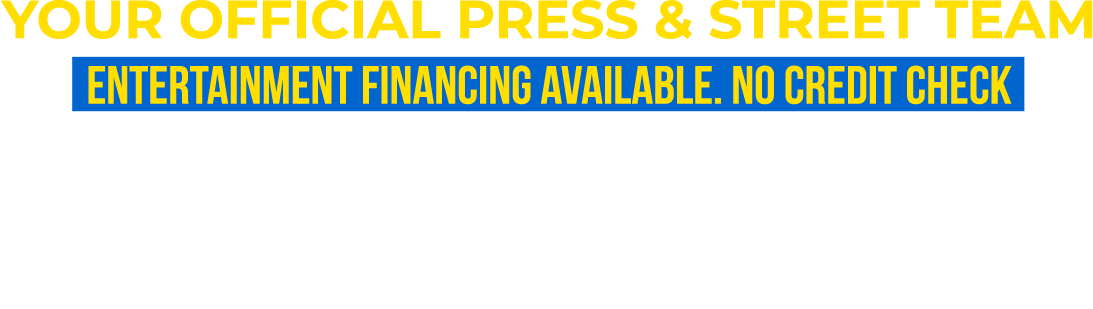 YOUR OFFICIAL PRESS & STREET TEAM
ENTERTAINMENT FINANCING AVAILABLE. NO CREDIT CHECK